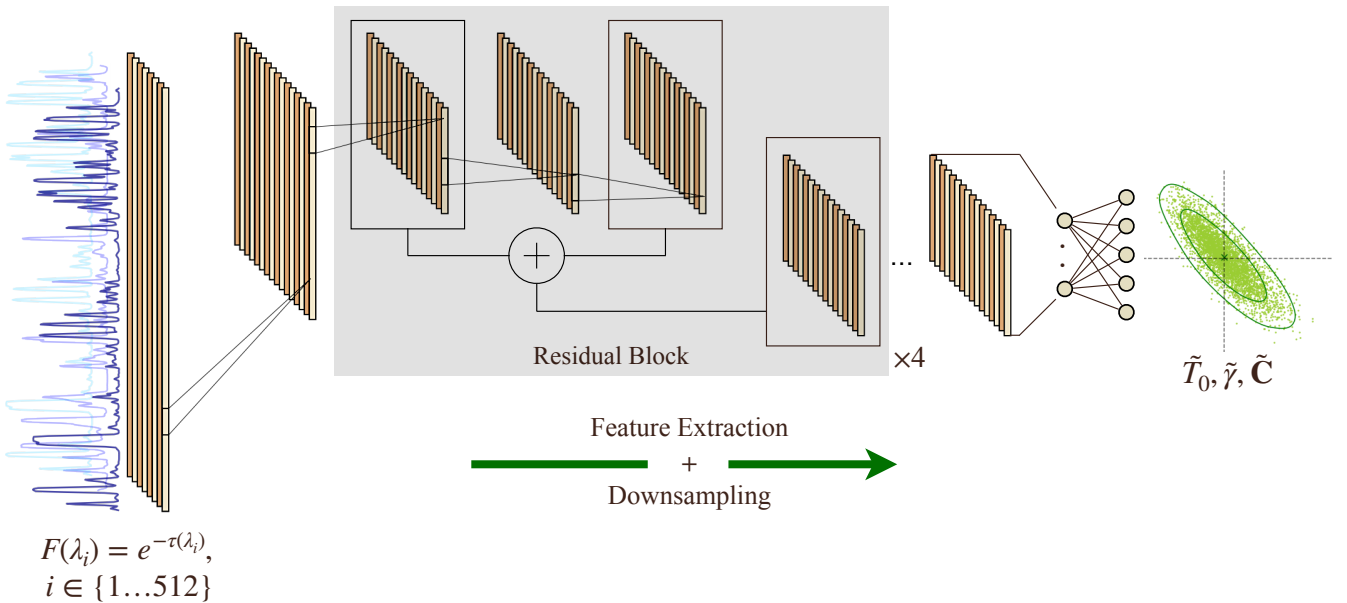 Residual Block
×4
...
T̃₀, γ̃, C̃
Feature Extraction
+
Downsampling
F(λᵢ) = e^{−τ(λᵢ)},
i ∈ {1…512}